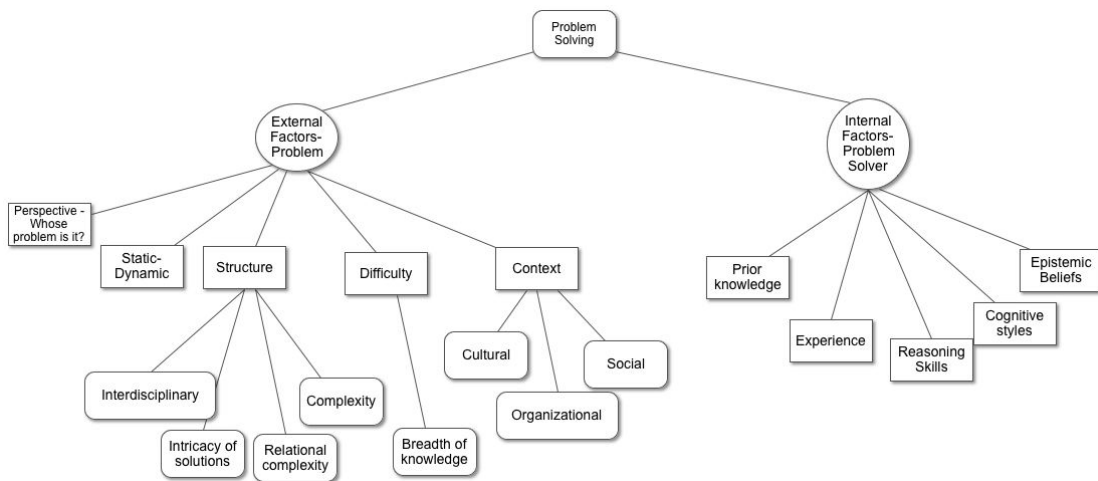 Problem
Solving
External
Factors-
Problem
Internal
Factors-
Problem
Solver
Perspective -
Whose
problem is it?
Static-
Dynamic
Structure
Difficulty
Context
Prior
knowledge
Experience
Reasoning
Skills
Cognitive
styles
Epistemic
Beliefs
Interdisciplinary
Intricacy of
solutions
Relational
complexity
Complexity
Breadth of
knowledge
Cultural
Organizational
Social